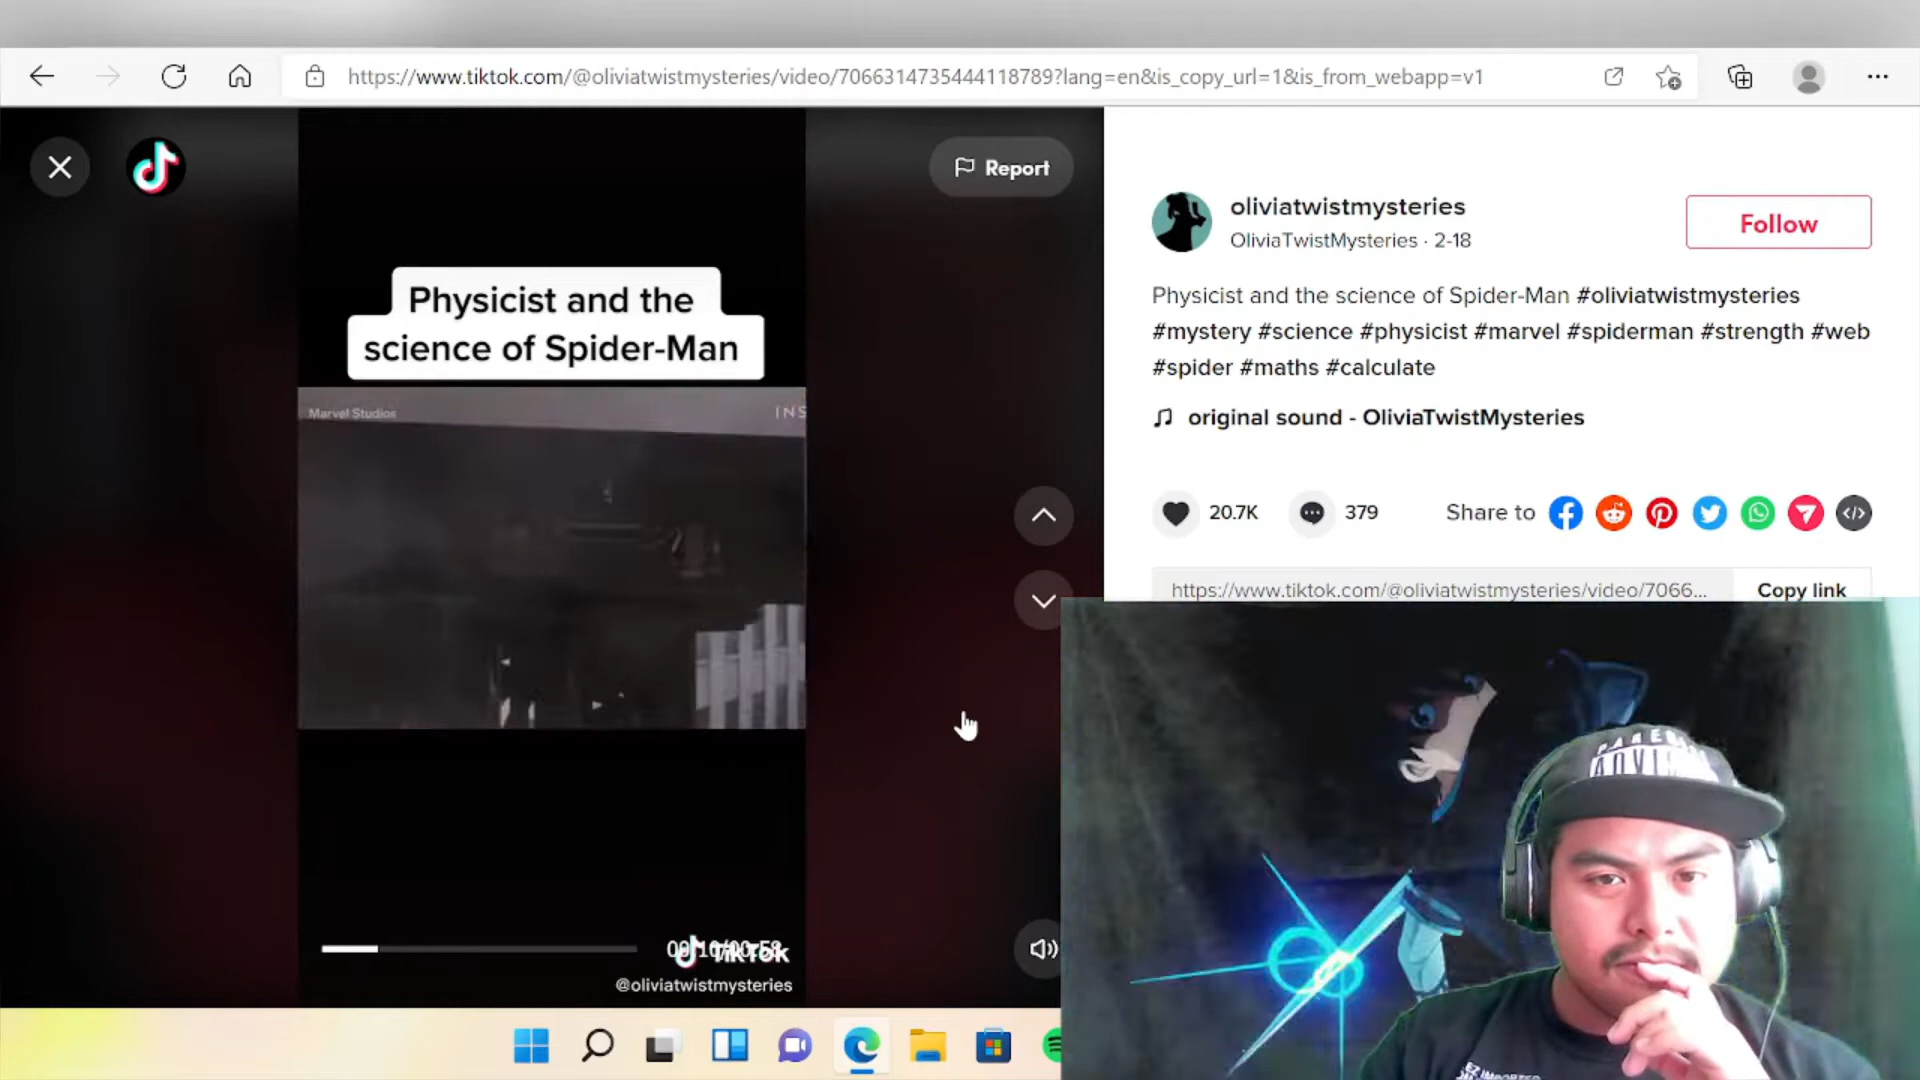 https://www.tiktok.com/@oliviatwistmysteries/video/7066314735444118789?lang=en&is_copy_url=1&is_from_webapp=v1
Report
Physicist and the
science of Spider-Man
Marvel Studios
INS
TikTok
@oliviatwistmysteries
oliviatwistmysteries
OliviaTwistMysteries · 2-18
Follow
Physicist and the science of Spider-Man #oliviatwistmysteries
#mystery #science #physicist #marvel #spiderman #strength #web
#spider #maths #calculate
original sound - OliviaTwistMysteries
20.7K
379
Share to
https://www.tiktok.com/@oliviatwistmysteries/video/7066...
Copy link
ADVISORY